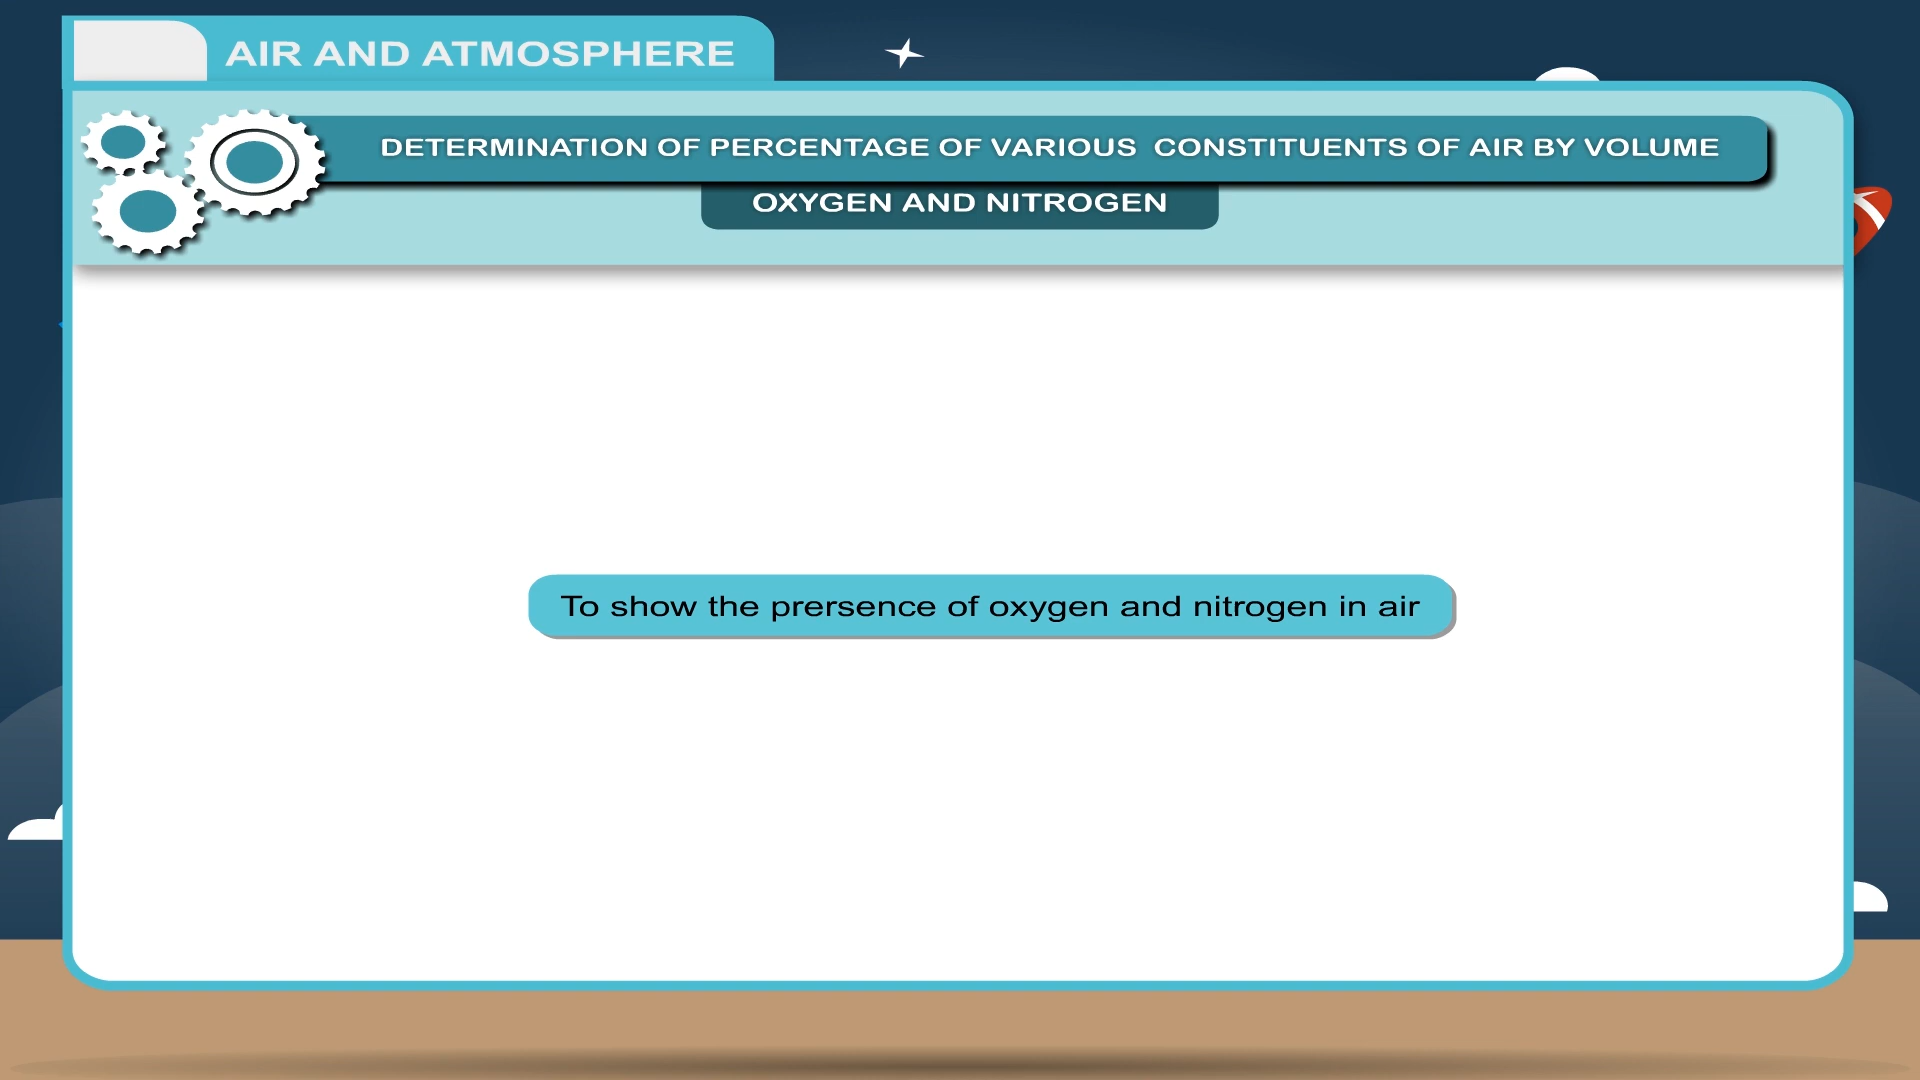 AIR AND ATMOSPHERE
DETERMINATION OF PERCENTAGE OF VARIOUS CONSTITUENTS OF AIR BY VOLUME
OXYGEN AND NITROGEN
To show the prersence of oxygen and nitrogen in air